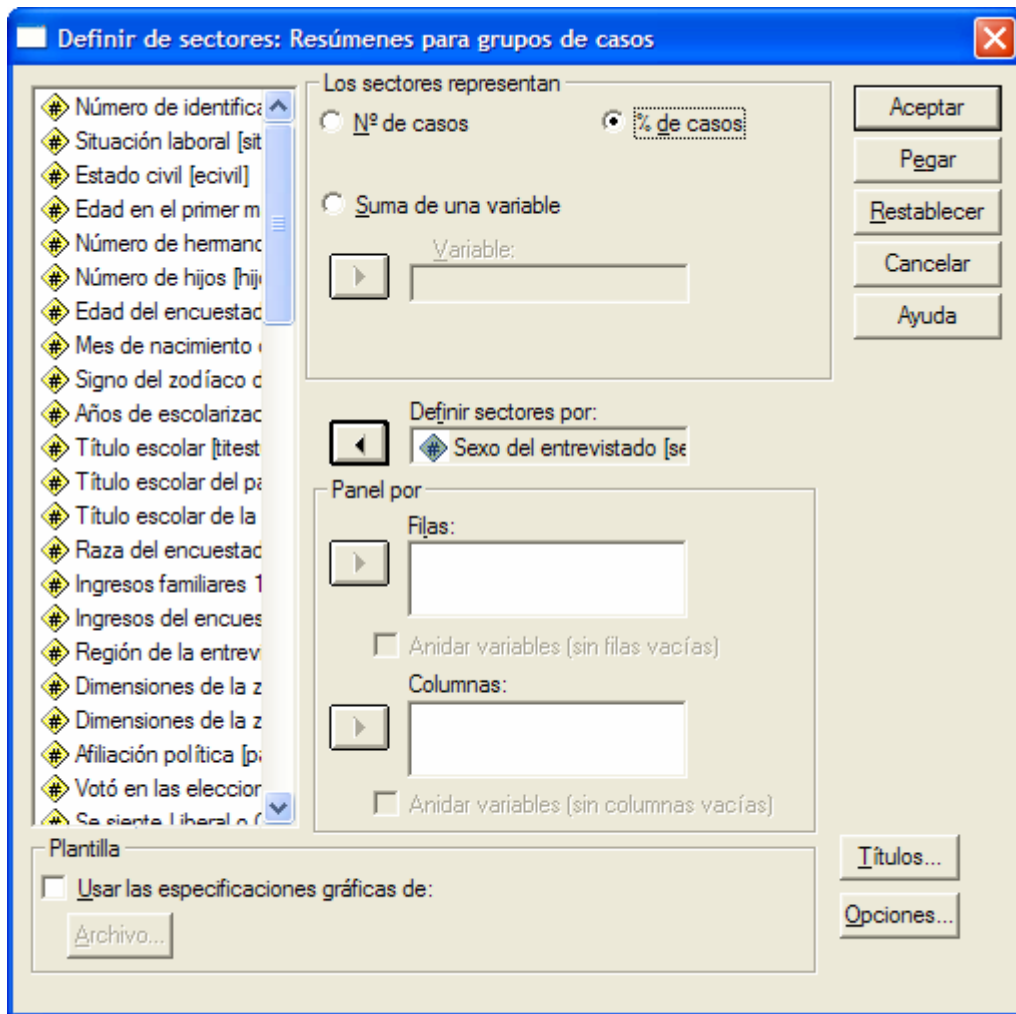 Definir de sectores: Resúmenes para grupos de casos
Número de identifica
Situación laboral [sit
Estado civil [ecivil]
Edad en el primer m
Número de hermano
Número de hijos [hijo
Edad del encuestad
Mes de nacimiento
Signo del zodíaco d
Años de escolarizac
Título escolar [titest
Título escolar del pa
Título escolar de la
Raza del encuestad
Ingresos familiares 1
Ingresos del encues
Región de la entrevi
Dimensiones de la z
Dimensiones de la z
Afiliación política [pa
Votó en las eleccion
Se siente Liberal o C
Los sectores representan
Nº de casos
% de casos
Suma de una variable
Variable:
Definir sectores por:
Sexo del entrevistado [se
Panel por
Filas:
Anidar variables (sin filas vacías)
Columnas:
Anidar variables (sin columnas vacías)
Aceptar
Pegar
Restablecer
Cancelar
Ayuda
Plantilla
Usar las especificaciones gráficas de:
Archivo...
Títulos...
Opciones...